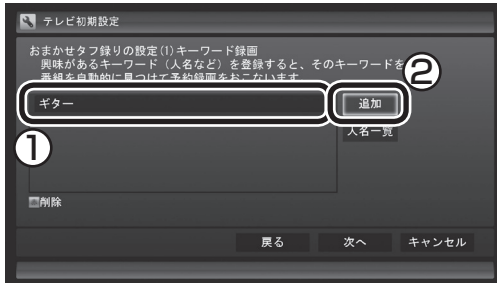 テレビ初期設定
おまかせタフ録りの設定(1)キーワード録画
興味があるキーワード（人名など）を登録すると、そのキーワードを
番組を自動的に見つけて予約録画をおこないます
②
ギター
追加
①
人名一覧
削除
戻る 次へ キャンセル